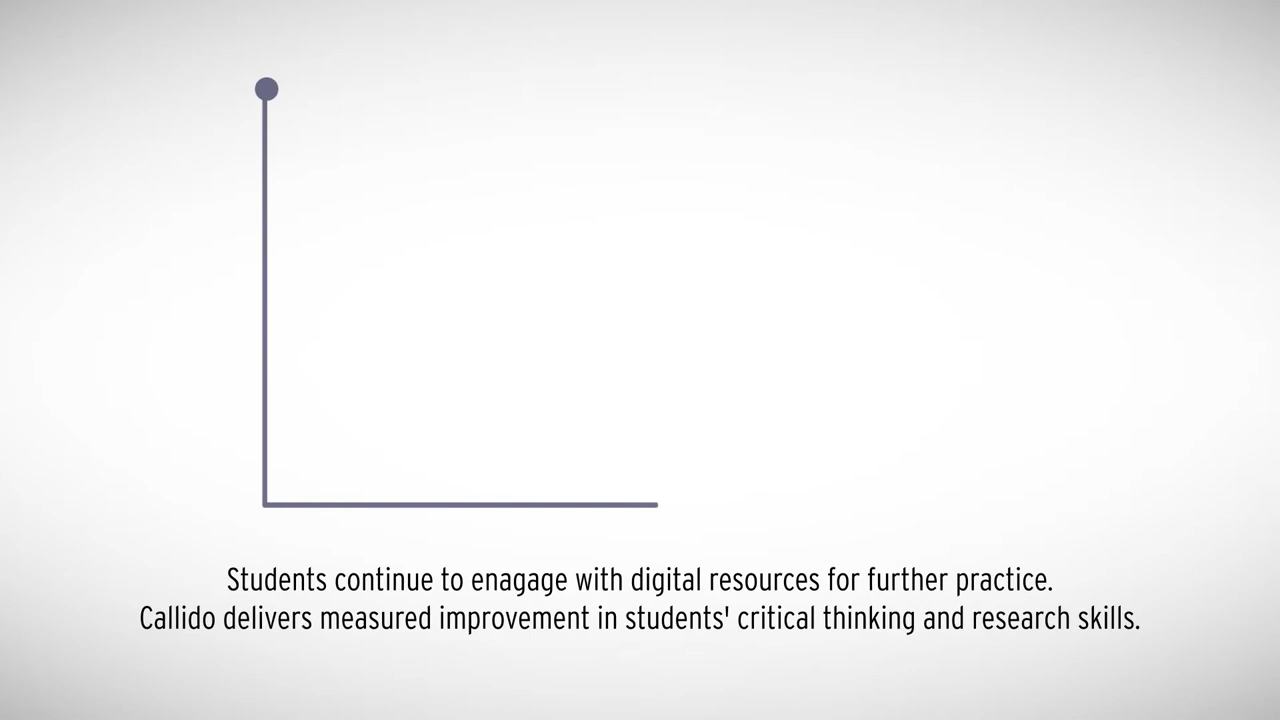 Students continue to enagage with digital resources for further practice.
Callido delivers measured improvement in students' critical thinking and research skills.